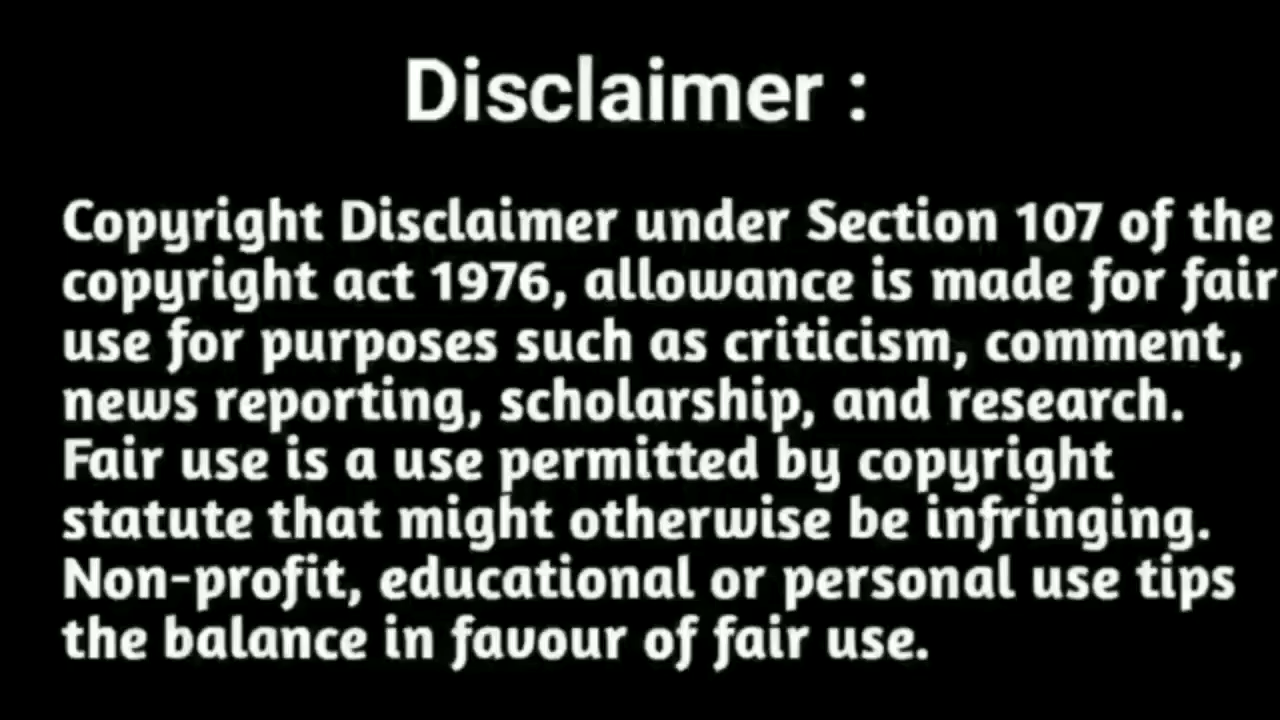 Disclaimer :
Copyright Disclaimer under Section 107 of the
copyright act 1976, allowance is made for fair
use for purposes such as criticism, comment,
news reporting, scholarship, and research.
Fair use is a use permitted by copyright
statute that might otherwise be infringing.
Non-profit, educational or personal use tips
the balance in favour of fair use.